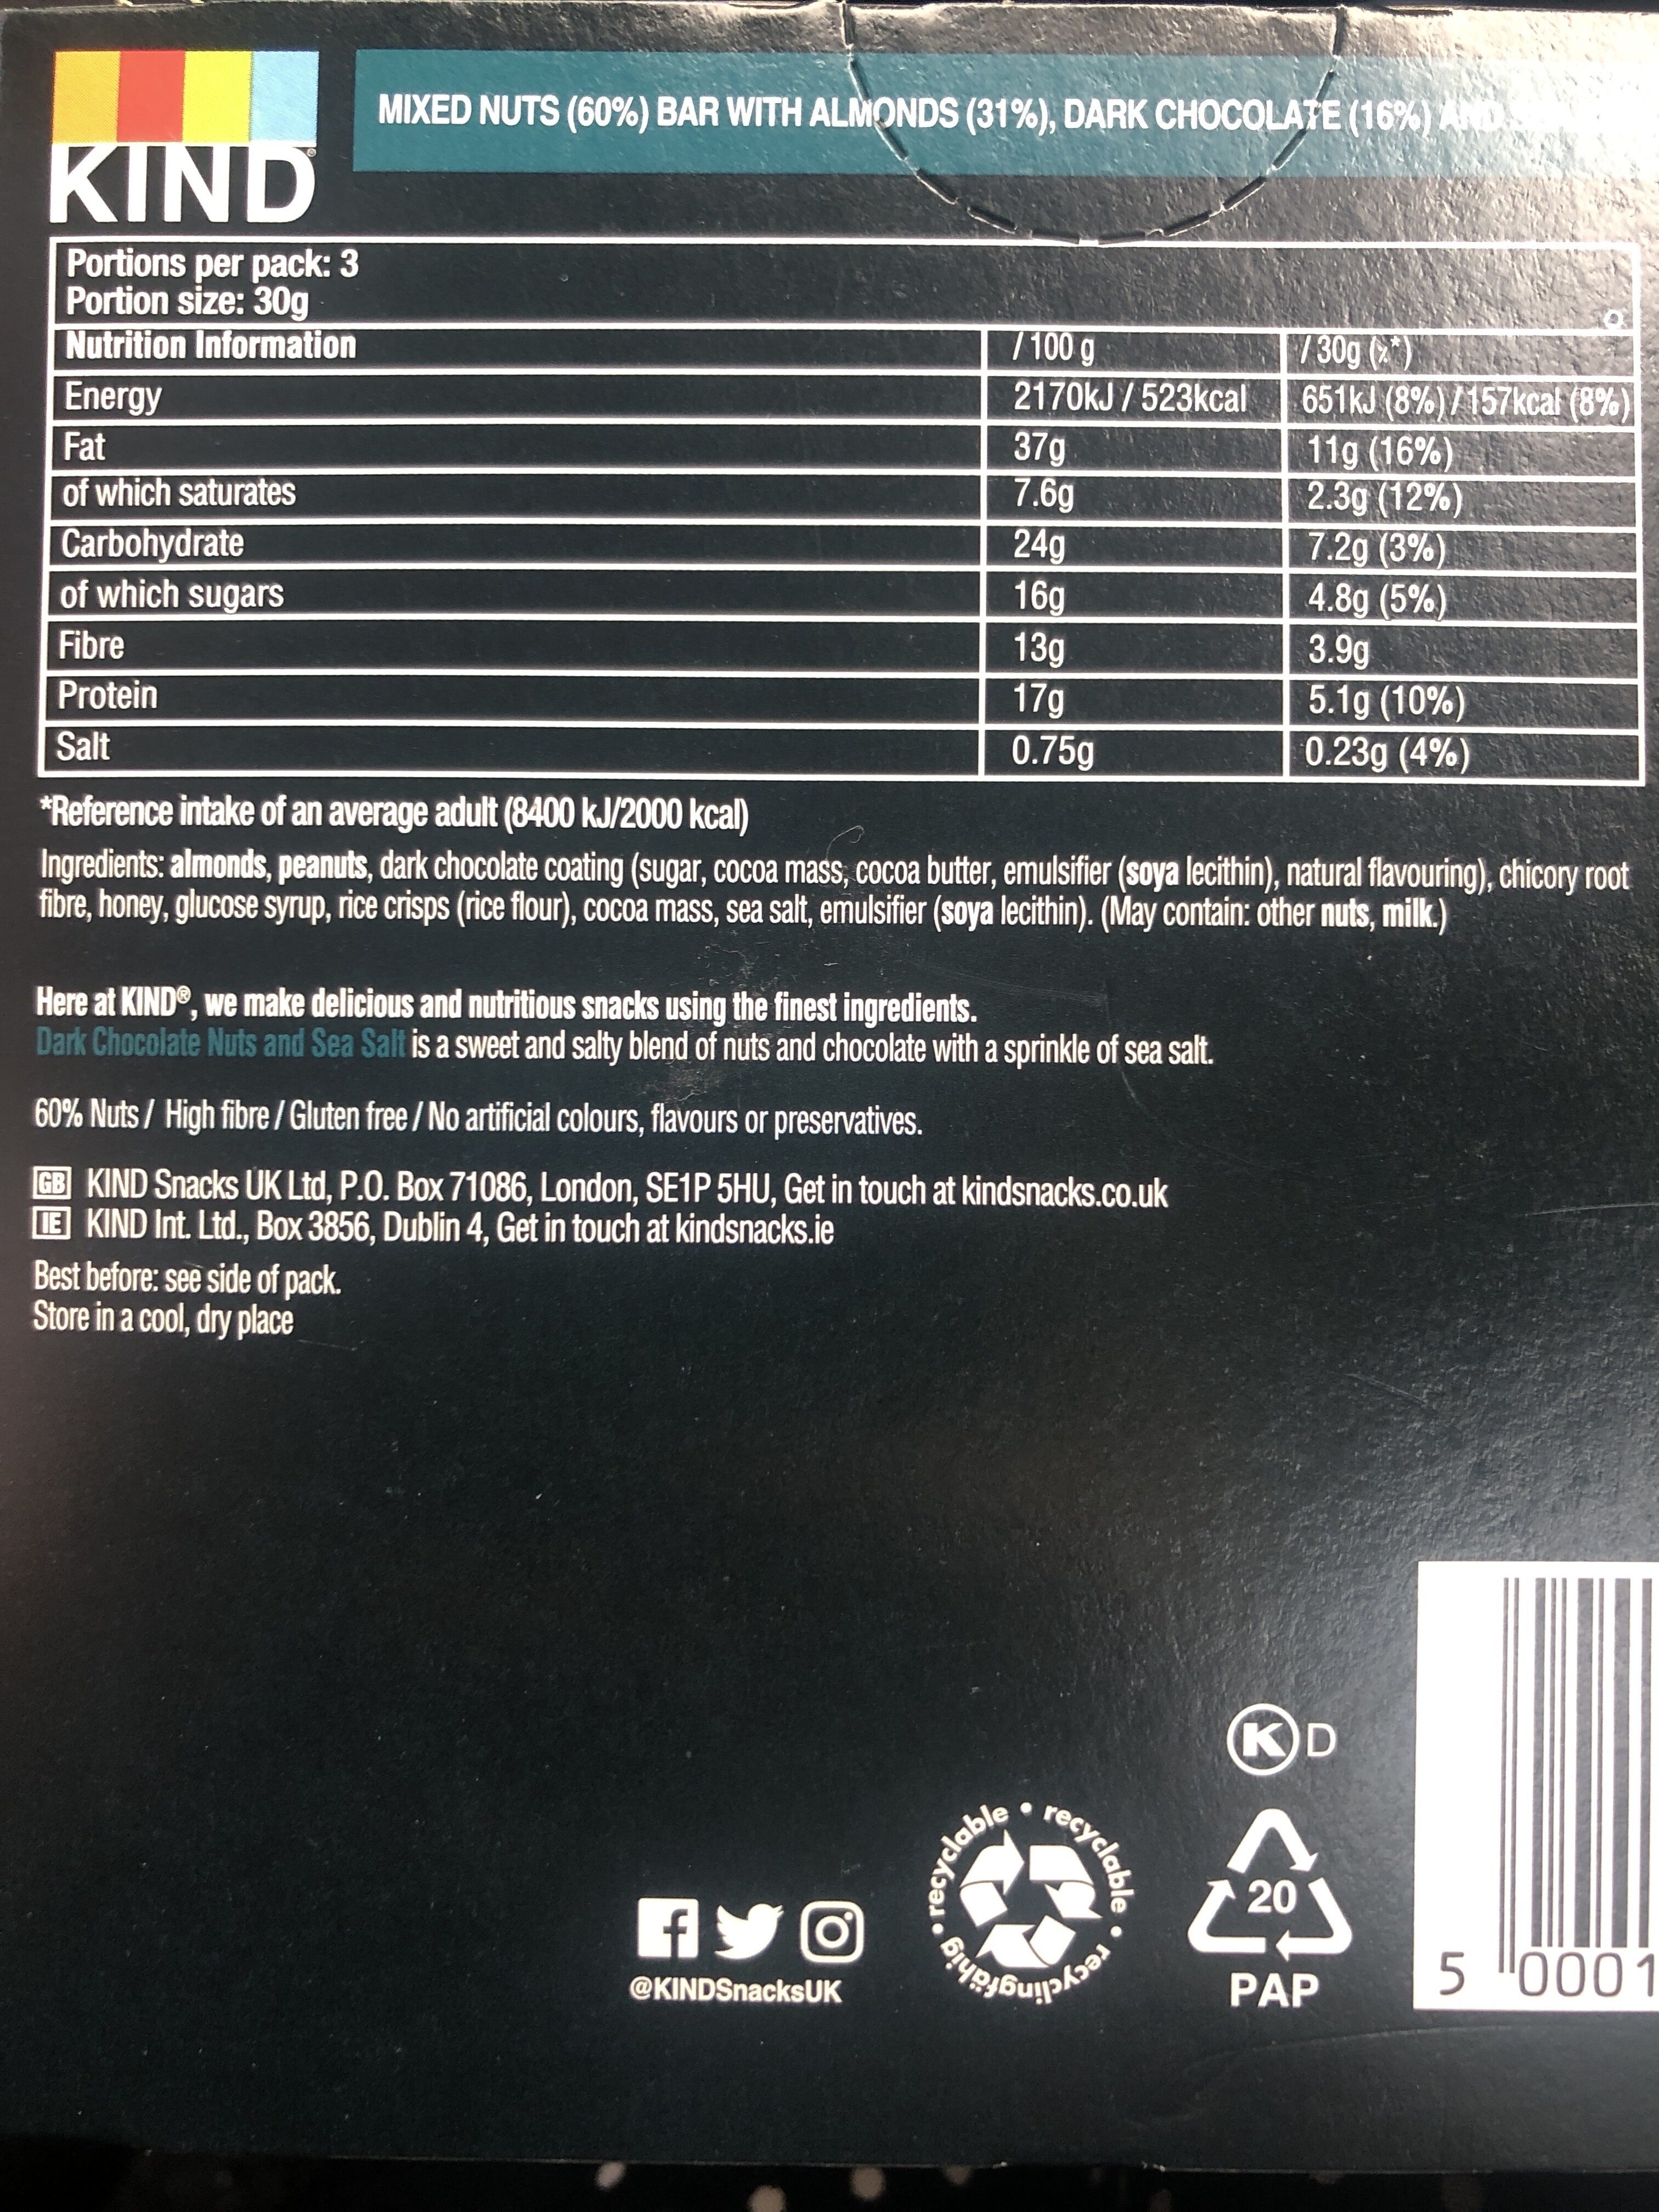 KIND®
MIXED NUTS (60%) BAR WITH ALMONDS (31%), DARK CHOCOLATE (16%) AND
Portions per pack: 3
Portion size: 30g
Nutrition Information / 100 g / 30g (%*)
Energy 2170kJ / 523kcal 651kJ (8%) / 157kcal (8%)
Fat 37g 11g (16%)
of which saturates 7.6g 2.3g (12%)
Carbohydrate 24g 7.2g (3%)
of which sugars 16g 4.8g (5%)
Fibre 13g 3.9g
Protein 17g 5.1g (10%)
Salt 0.75g 0.23g (4%)
*Reference intake of an average adult (8400 kJ/2000 kcal)
Ingredients: almonds, peanuts, dark chocolate coating (sugar, cocoa mass, cocoa butter, emulsifier (soya lecithin), natural flavouring), chicory root
fibre, honey, glucose syrup, rice crisps (rice flour), cocoa mass, sea salt, emulsifier (soya lecithin). (May contain: other nuts, milk.)
Here at KIND®, we make delicious and nutritious snacks using the finest ingredients.
Dark Chocolate Nuts and Sea Salt is a sweet and salty blend of nuts and chocolate with a sprinkle of sea salt.
60% Nuts / High fibre / Gluten free / No artificial colours, flavours or preservatives.
GB KIND Snacks UK Ltd, P.O. Box 71086, London, SE1P 5HU, Get in touch at kindsnacks.co.uk
IE KIND Int. Ltd., Box 3856, Dublin 4, Get in touch at kindsnacks.ie
Best before: see side of pack.
Store in a cool, dry place
K D
recyclable • recyclable • recyclingfähig •
20
PAP
@KINDSnacksUK
5 0001